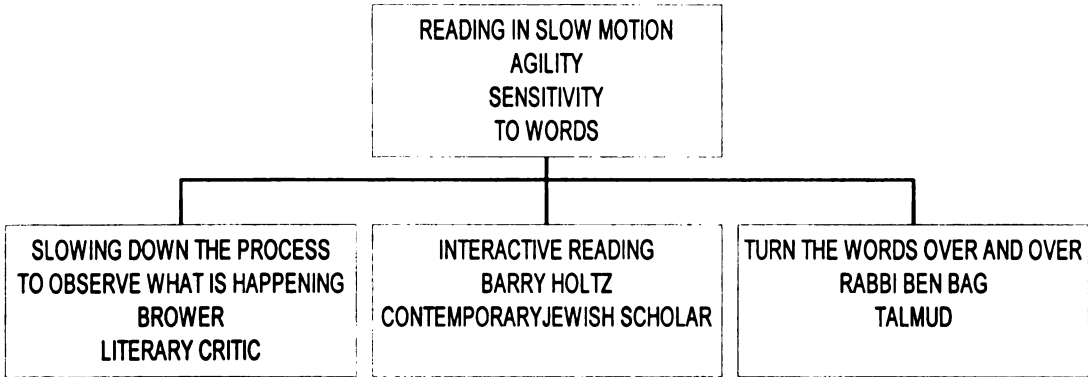 READING IN SLOW MOTION
AGILITY
SENSITIVITY
TO WORDS
SLOWING DOWN THE PROCESS
TO OBSERVE WHAT IS HAPPENING
BROWER
LITERARY CRITIC
INTERACTIVE READING
BARRY HOLTZ
CONTEMPORARYJEWISH SCHOLAR
TURN THE WORDS OVER AND OVER
RABBI BEN BAG
TALMUD